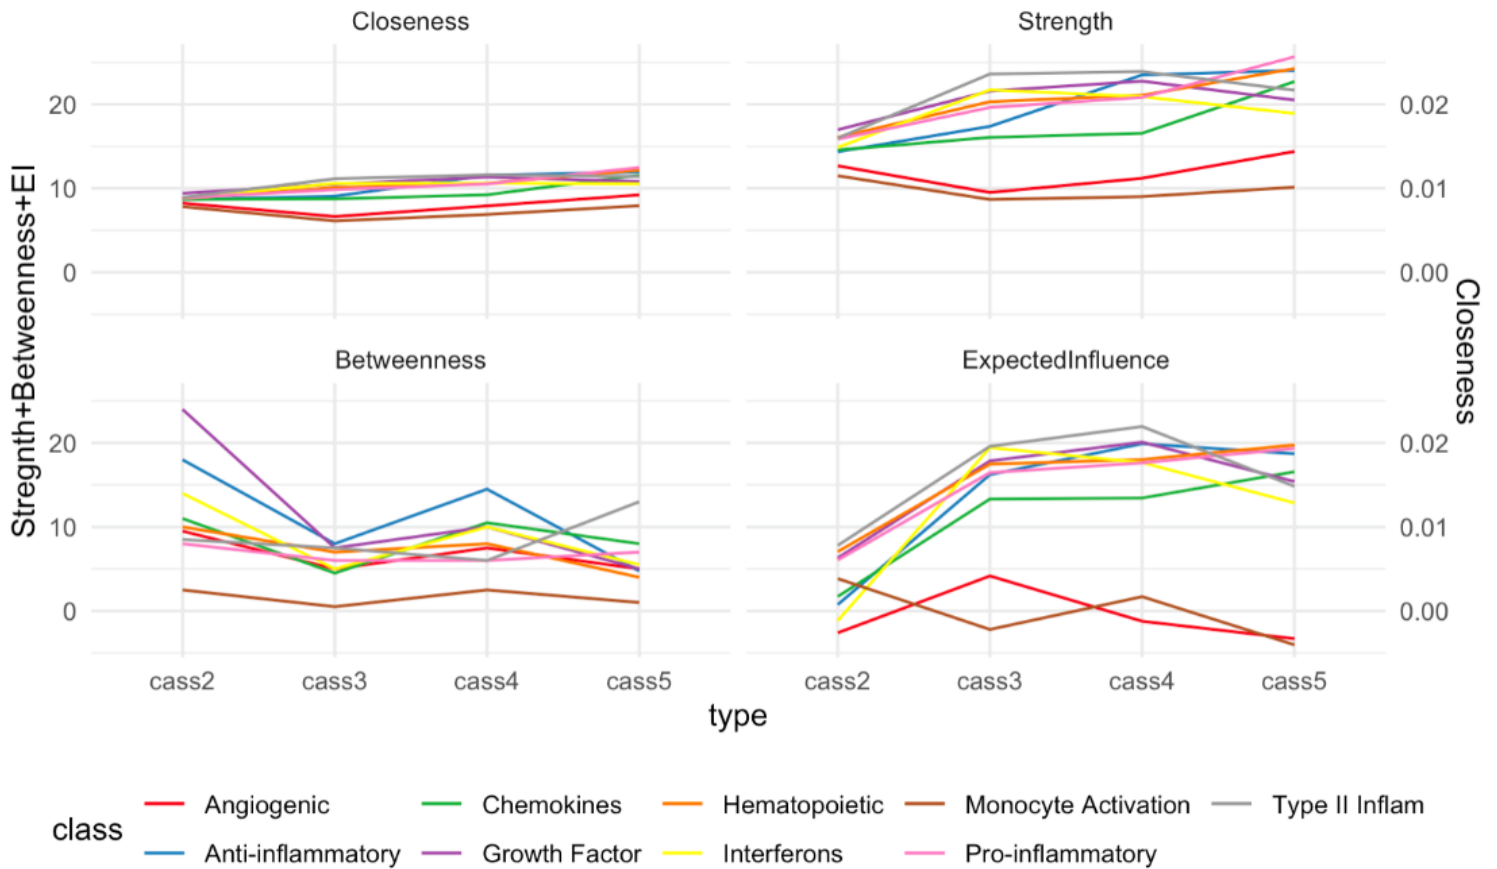 Closeness
Strength
20
10
0
0.02
0.01
0.00
Stregnth+Betweenness+EI
Closeness
Betweenness
ExpectedInfluence
20
10
0
0.02
0.01
0.00
cass2 cass3 cass4 cass5 cass2 cass3 cass4 cass5
type
class
Angiogenic Chemokines Hematopoietic Monocyte Activation Type II Inflam
Anti-inflammatory Growth Factor Interferons Pro-inflammatory